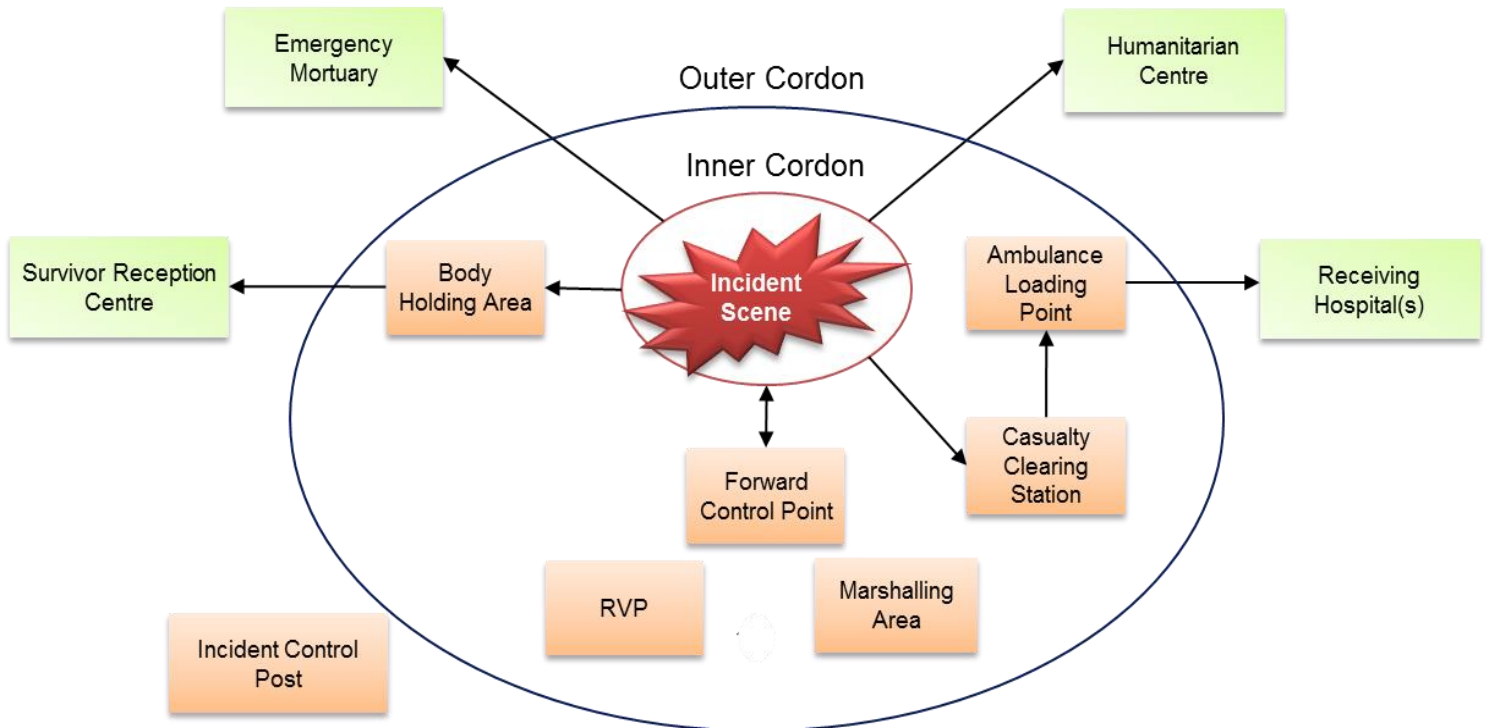 Emergency
Mortuary
Humanitarian
Centre
Outer Cordon
Inner Cordon
Survivor Reception
Centre
Body
Holding Area
Incident
Scene
Ambulance
Loading
Point
Receiving
Hospital(s)
Forward
Control Point
Casualty
Clearing
Station
RVP
Marshalling
Area
Incident Control
Post